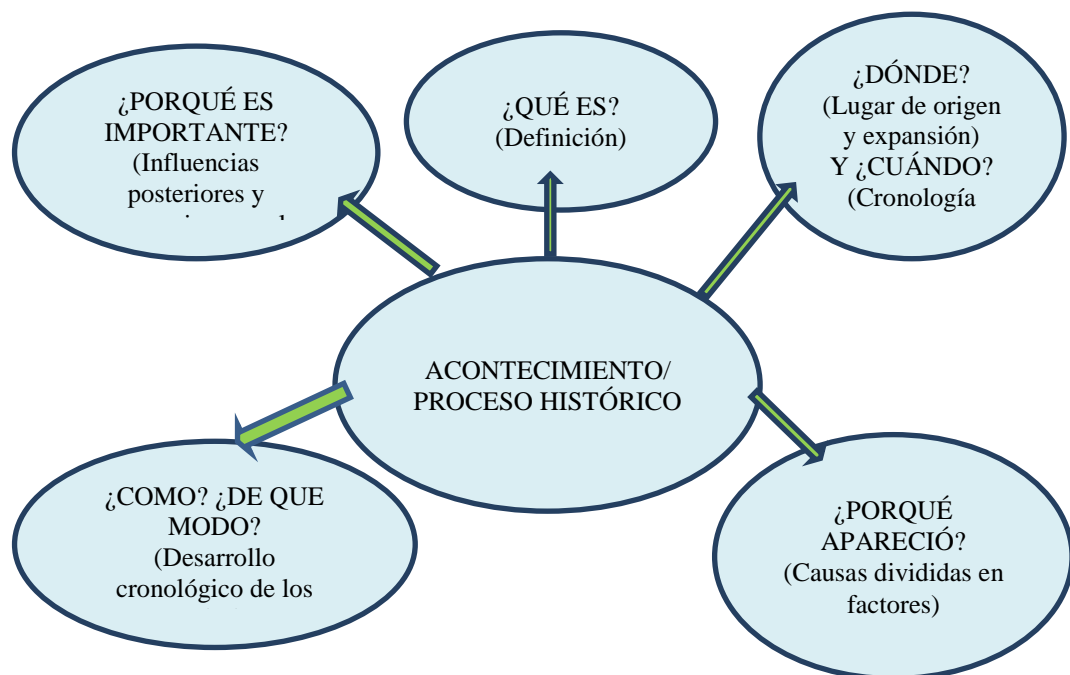 ¿PORQUÉ ES
IMPORTANTE?
(Influencias
posteriores y
¿QUÉ ES?
(Definición)
¿DÓNDE?
(Lugar de origen
y expansión)
Y ¿CUÁNDO?
(Cronología
ACONTECIMIENTO/
PROCESO HISTÓRICO
¿COMO? ¿DE QUE
MODO?
(Desarrollo
cronológico de los
¿PORQUÉ
APARECIÓ?
(Causas divididas en
factores)